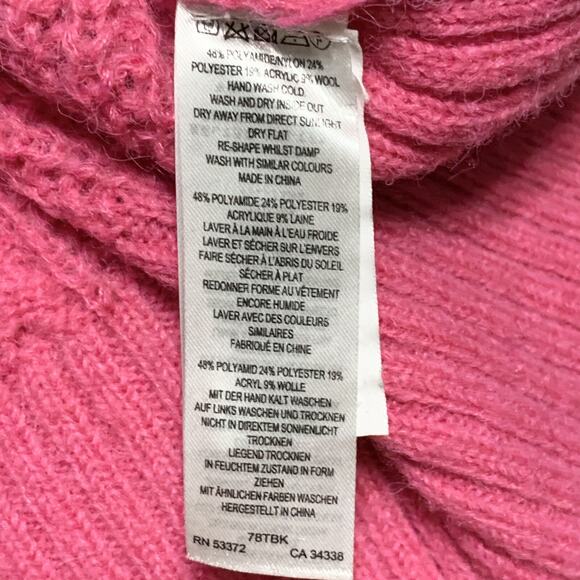 48% POLYAMIDE/NYLON 24%
POLYESTER 19% ACRYLIC 9% WOOL
HAND WASH COLD
WASH AND DRY INSIDE OUT
DRY AWAY FROM DIRECT SUNLIGHT
DRY FLAT
RE-SHAPE WHILST DAMP
WASH WITH SIMILAR COLOURS
MADE IN CHINA
48% POLYAMIDE 24% POLYESTER 19%
ACRYLIQUE 9% LAINE
LAVER À LA MAIN À L'EAU FROIDE
LAVER ET SÉCHER SUR L'ENVERS
FAIRE SÉCHER À L'ABRIS DU SOLEIL
SÉCHER À PLAT
REDONNER FORME AU VÊTEMENT
ENCORE HUMIDE
LAVER AVEC DES COULEURS
SIMILAIRES
FABRIQUÉ EN CHINE
48% POLYAMID 24% POLYESTER 19%
ACRYL 9% WOLLE
MIT DER HAND KALT WASCHEN
AUF LINKS WASCHEN UND TROCKNEN
NICHT IN DIREKTEM SONNENLICHT
TROCKNEN
LIEGEND TROCKNEN
IN FEUCHTEM ZUSTAND IN FORM
ZIEHEN
MIT ÄHNLICHEN FARBEN WASCHEN
HERGESTELLT IN CHINA
78TBK
RN 53372 CA 34338